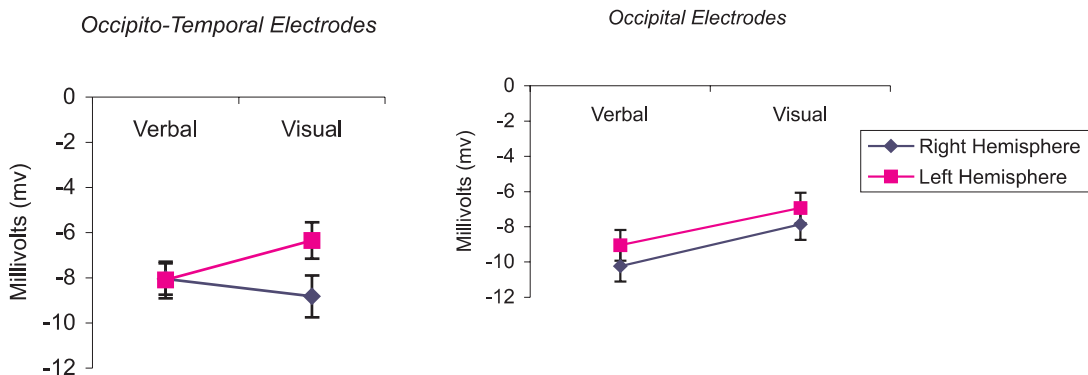 Occipito-Temporal Electrodes
0
-2
-4
-6
-8
-10
-12
Millivolts (mv)
Verbal Visual
Occipital Electrodes
0
-2
-4
-6
-8
-10
-12
Millivolts (mv)
Verbal Visual
Right Hemisphere
Left Hemisphere